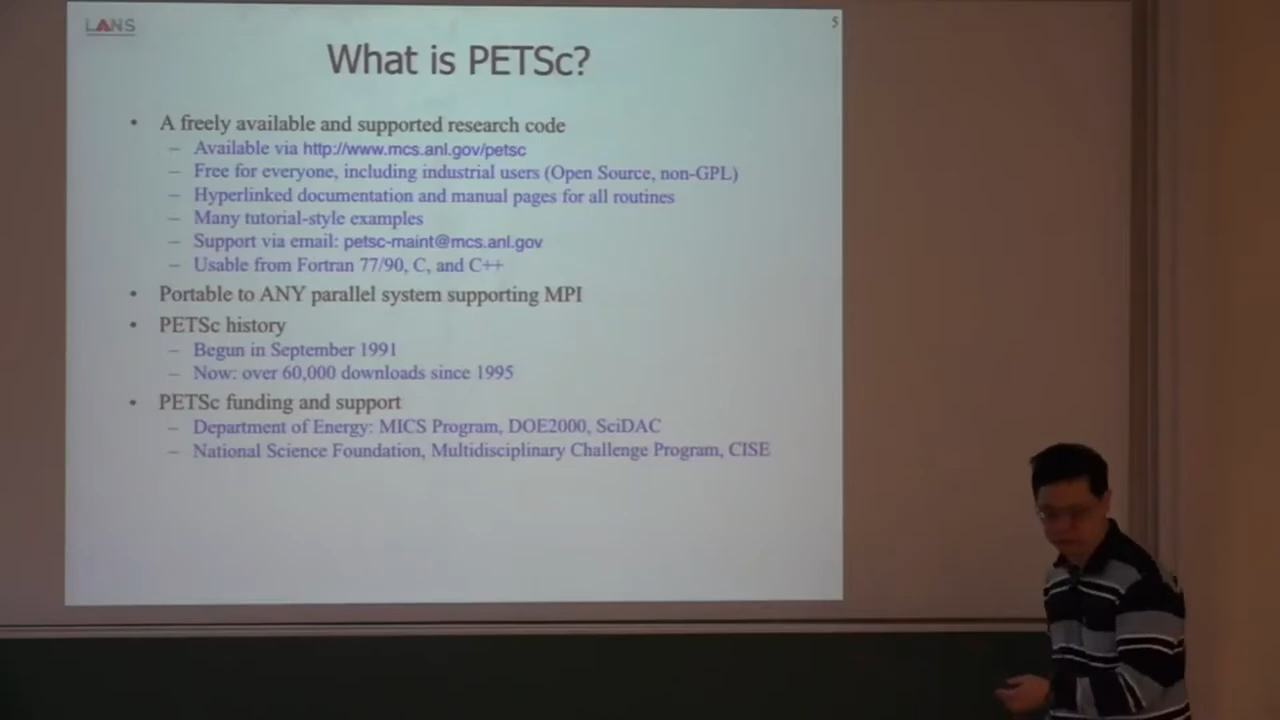 LANS
5
What is PETSc?
• A freely available and supported research code
– Available via http://www.mcs.anl.gov/petsc
– Free for everyone, including industrial users (Open Source, non-GPL)
– Hyperlinked documentation and manual pages for all routines
– Many tutorial-style examples
– Support via email: petsc-maint@mcs.anl.gov
– Usable from Fortran 77/90, C, and C++
• Portable to ANY parallel system supporting MPI
• PETSc history
– Begun in September 1991
– Now: over 60,000 downloads since 1995
• PETSc funding and support
– Department of Energy: MICS Program, DOE2000, SciDAC
– National Science Foundation, Multidisciplinary Challenge Program, CISE